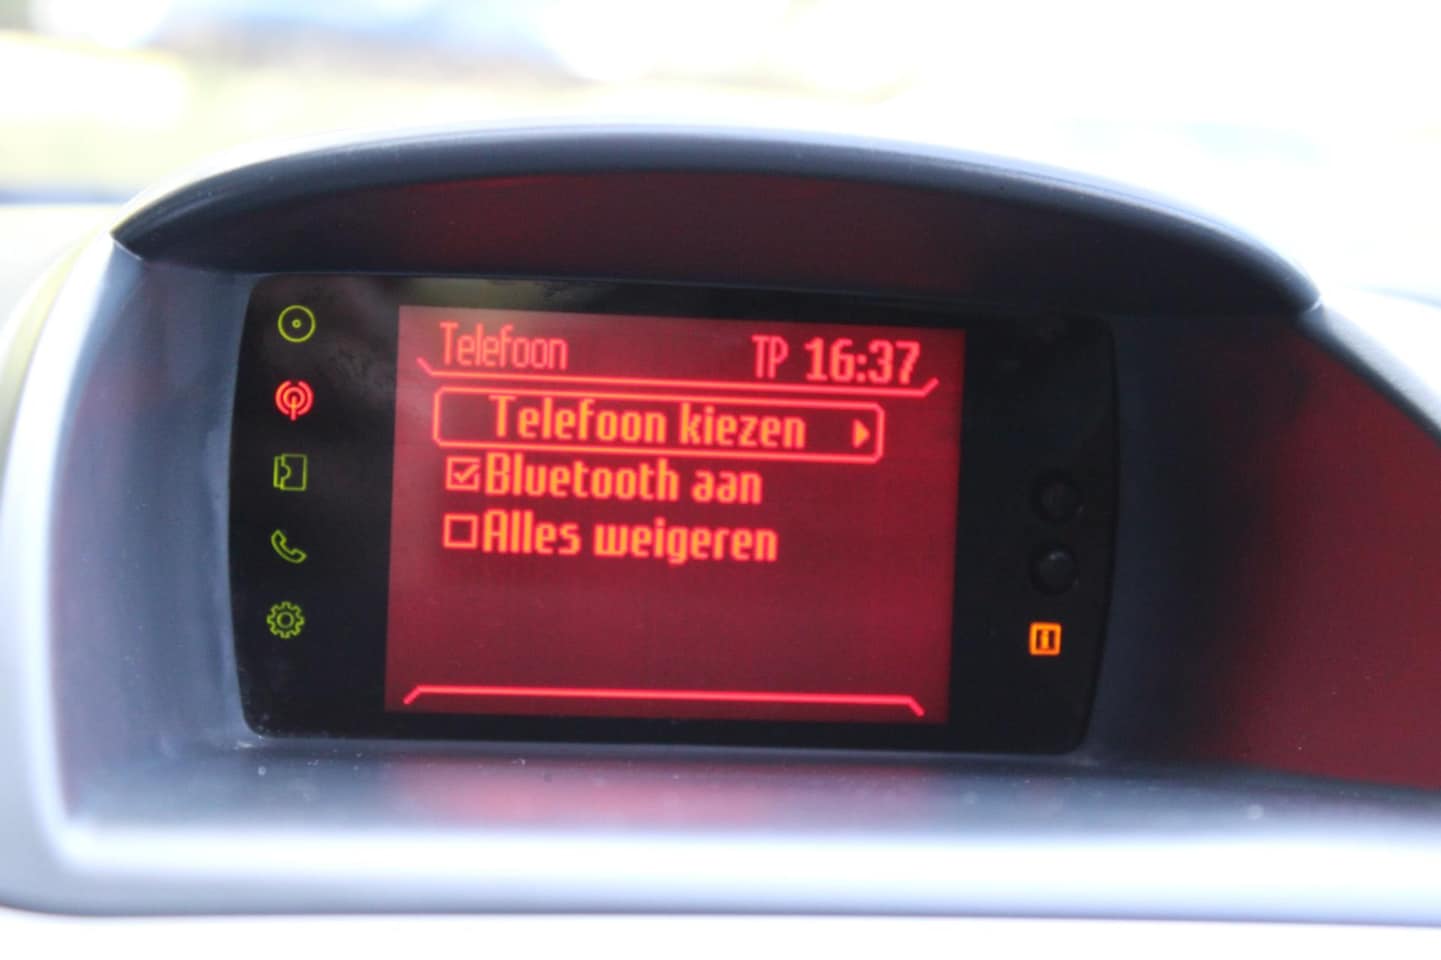 Telefoon TP 16:37
Telefoon kiezen
Bluetooth aan
Alles weigeren